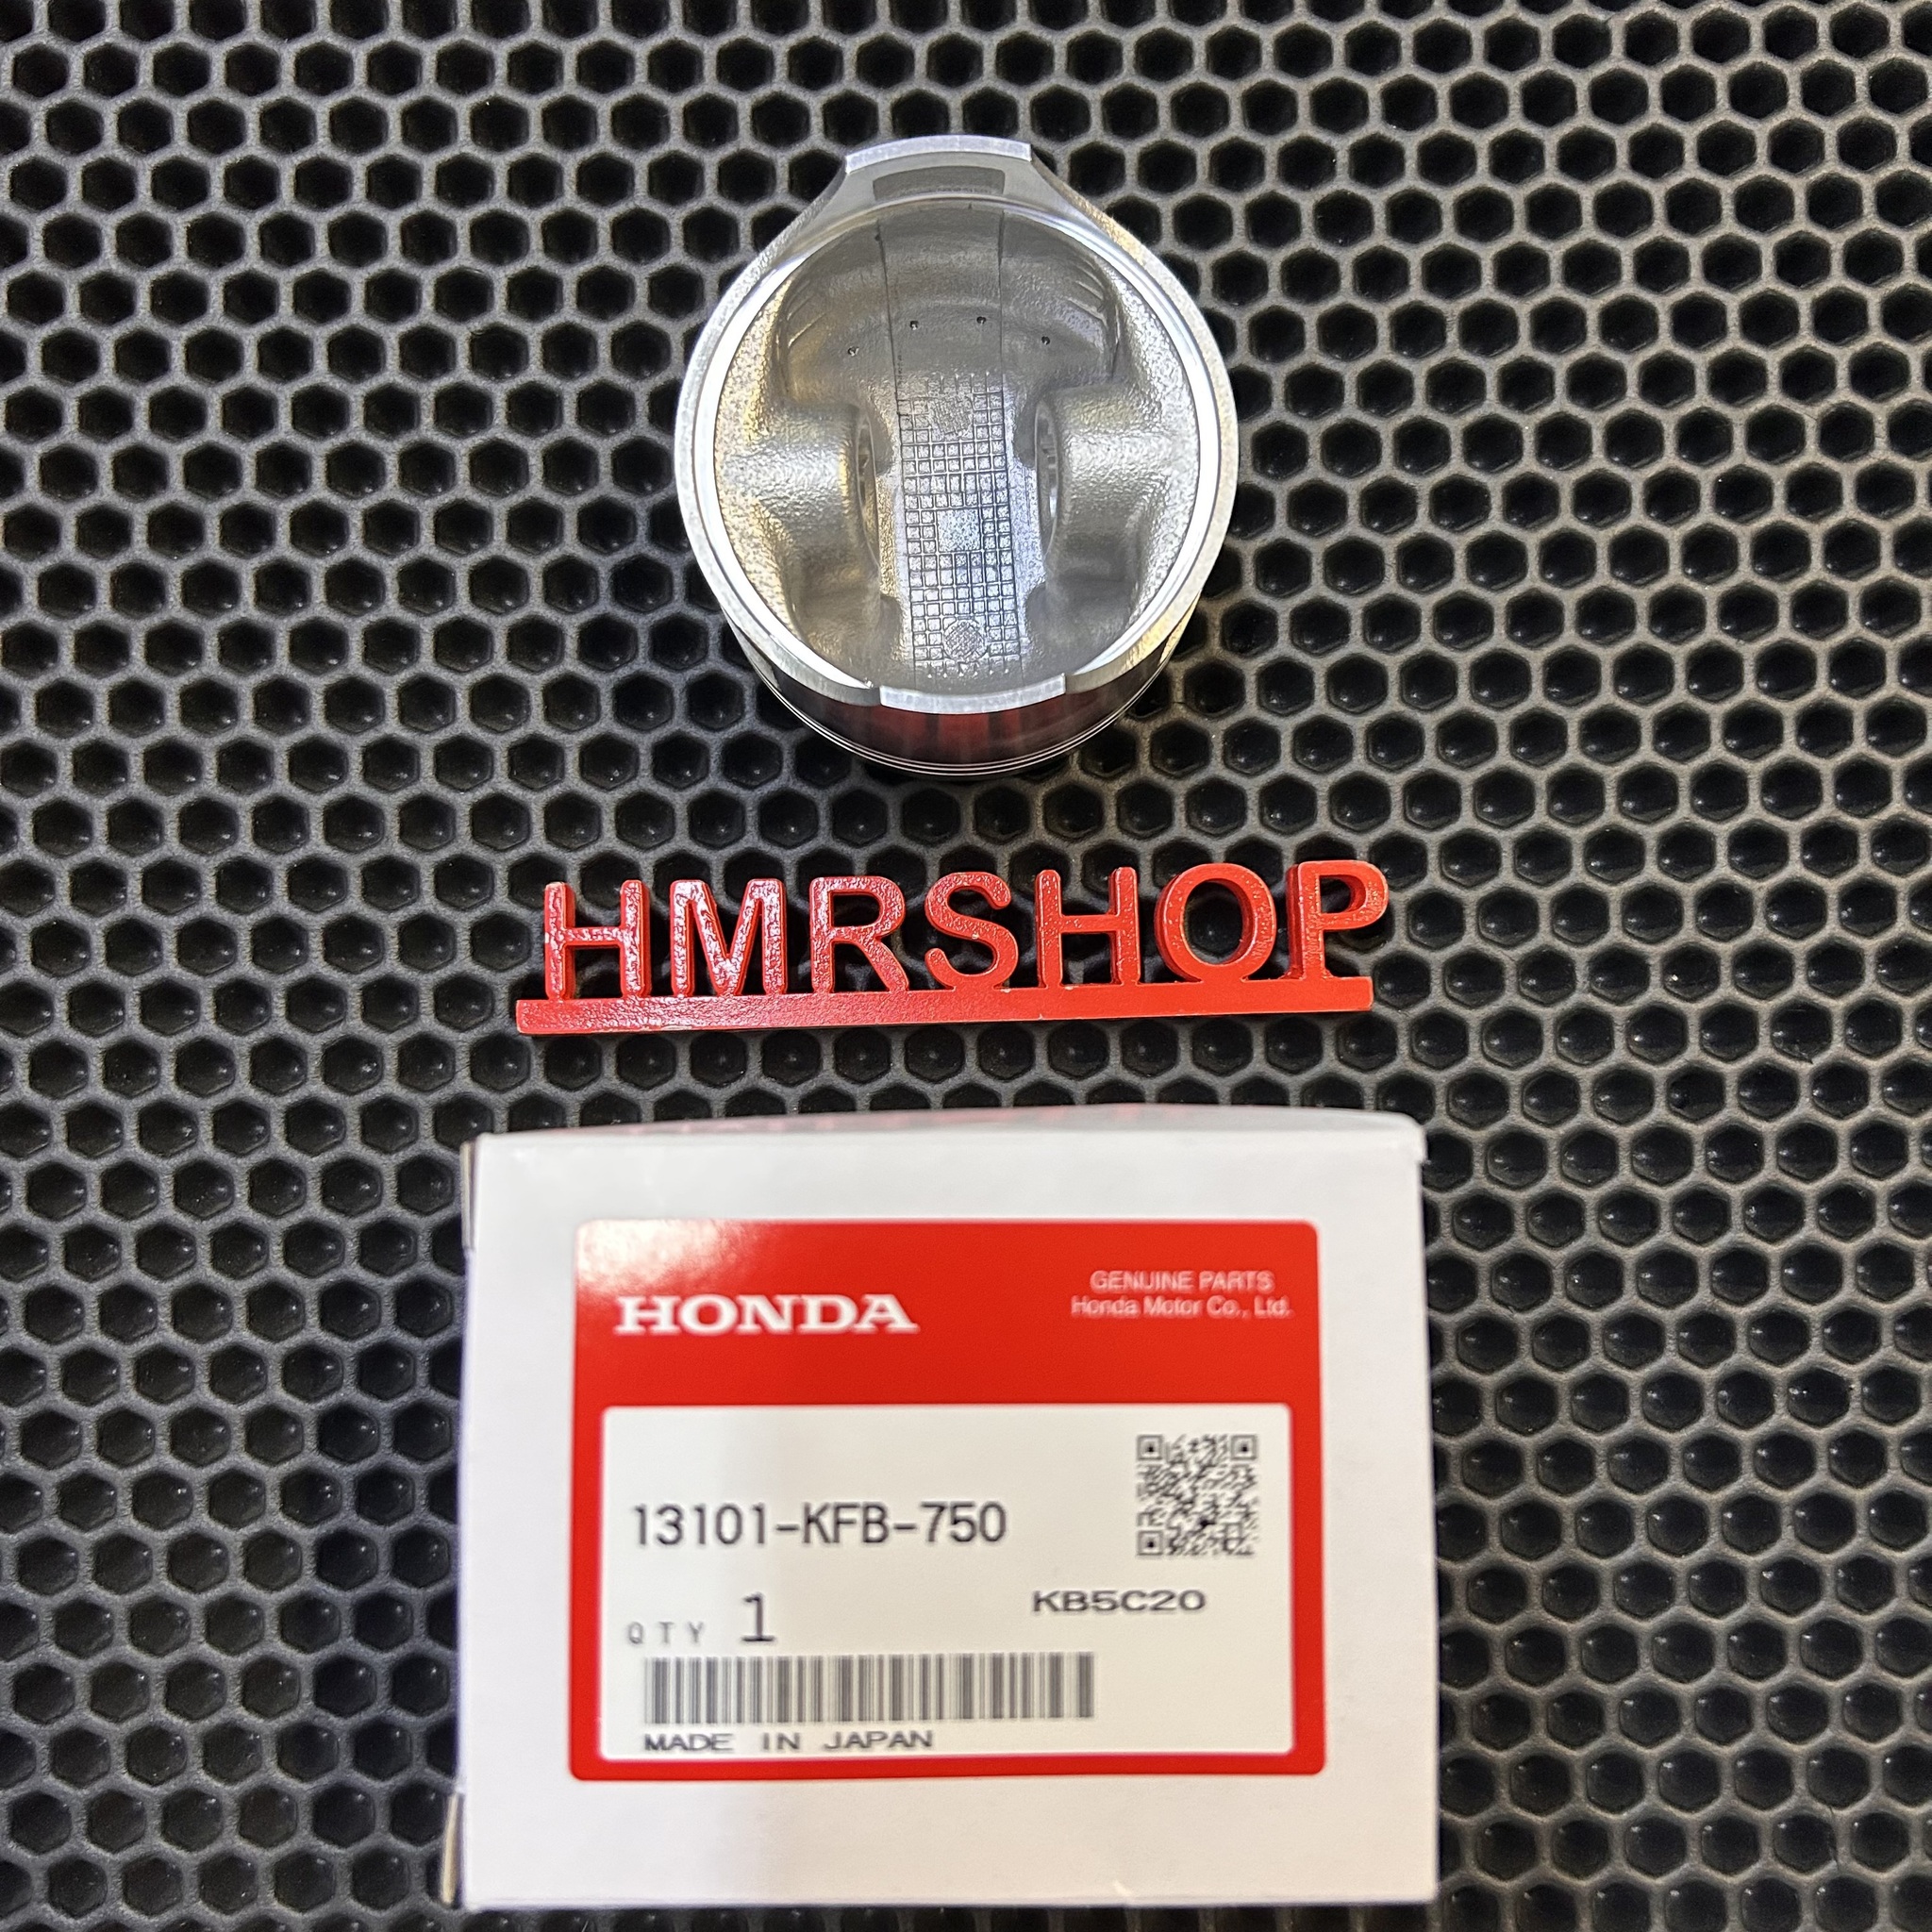 HMRSHOP
HONDA
GENUINE PARTS
Honda Motor Co., Ltd.
13101-KFB-750
KB5C20
QTY 1
MADE IN JAPAN